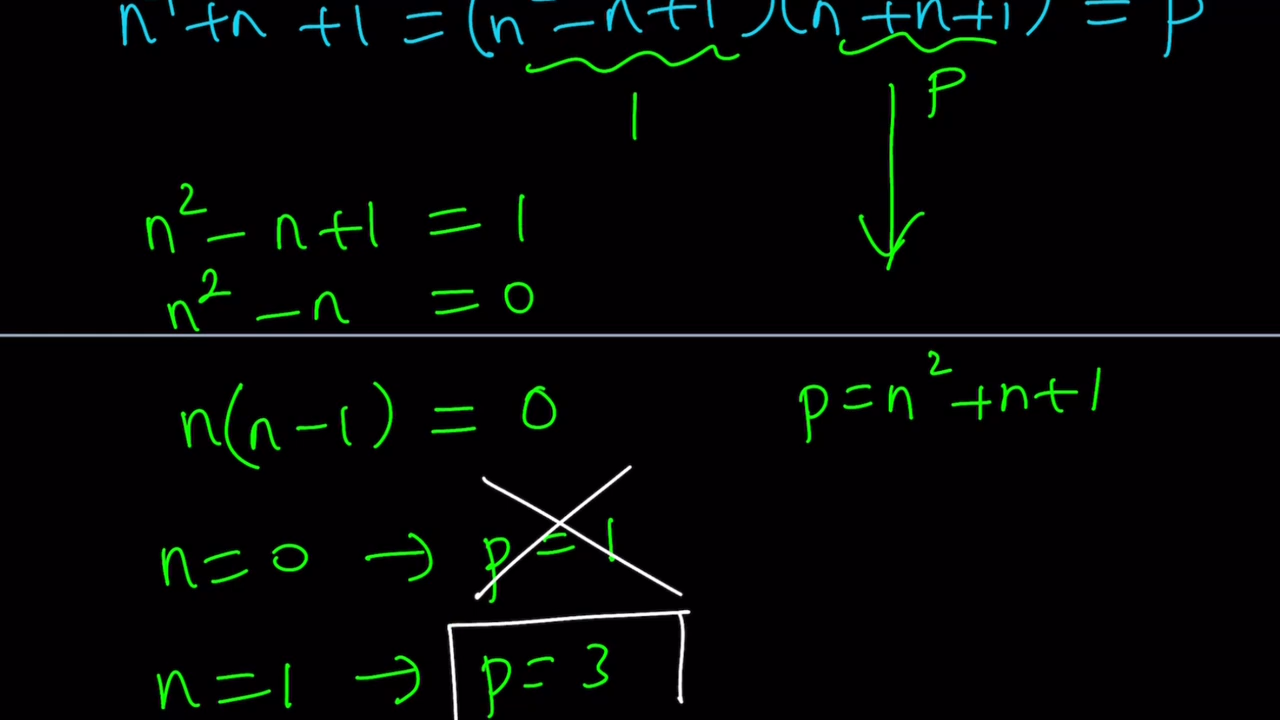 n⁴+n²+1 = (n²-n+1)(n²+n+1) = p
1
p
n²-n+1 = 1
n²-n = 0
n(n-1) = 0
p=n²+n+1
n=0 → p=1
n=1 → p=3